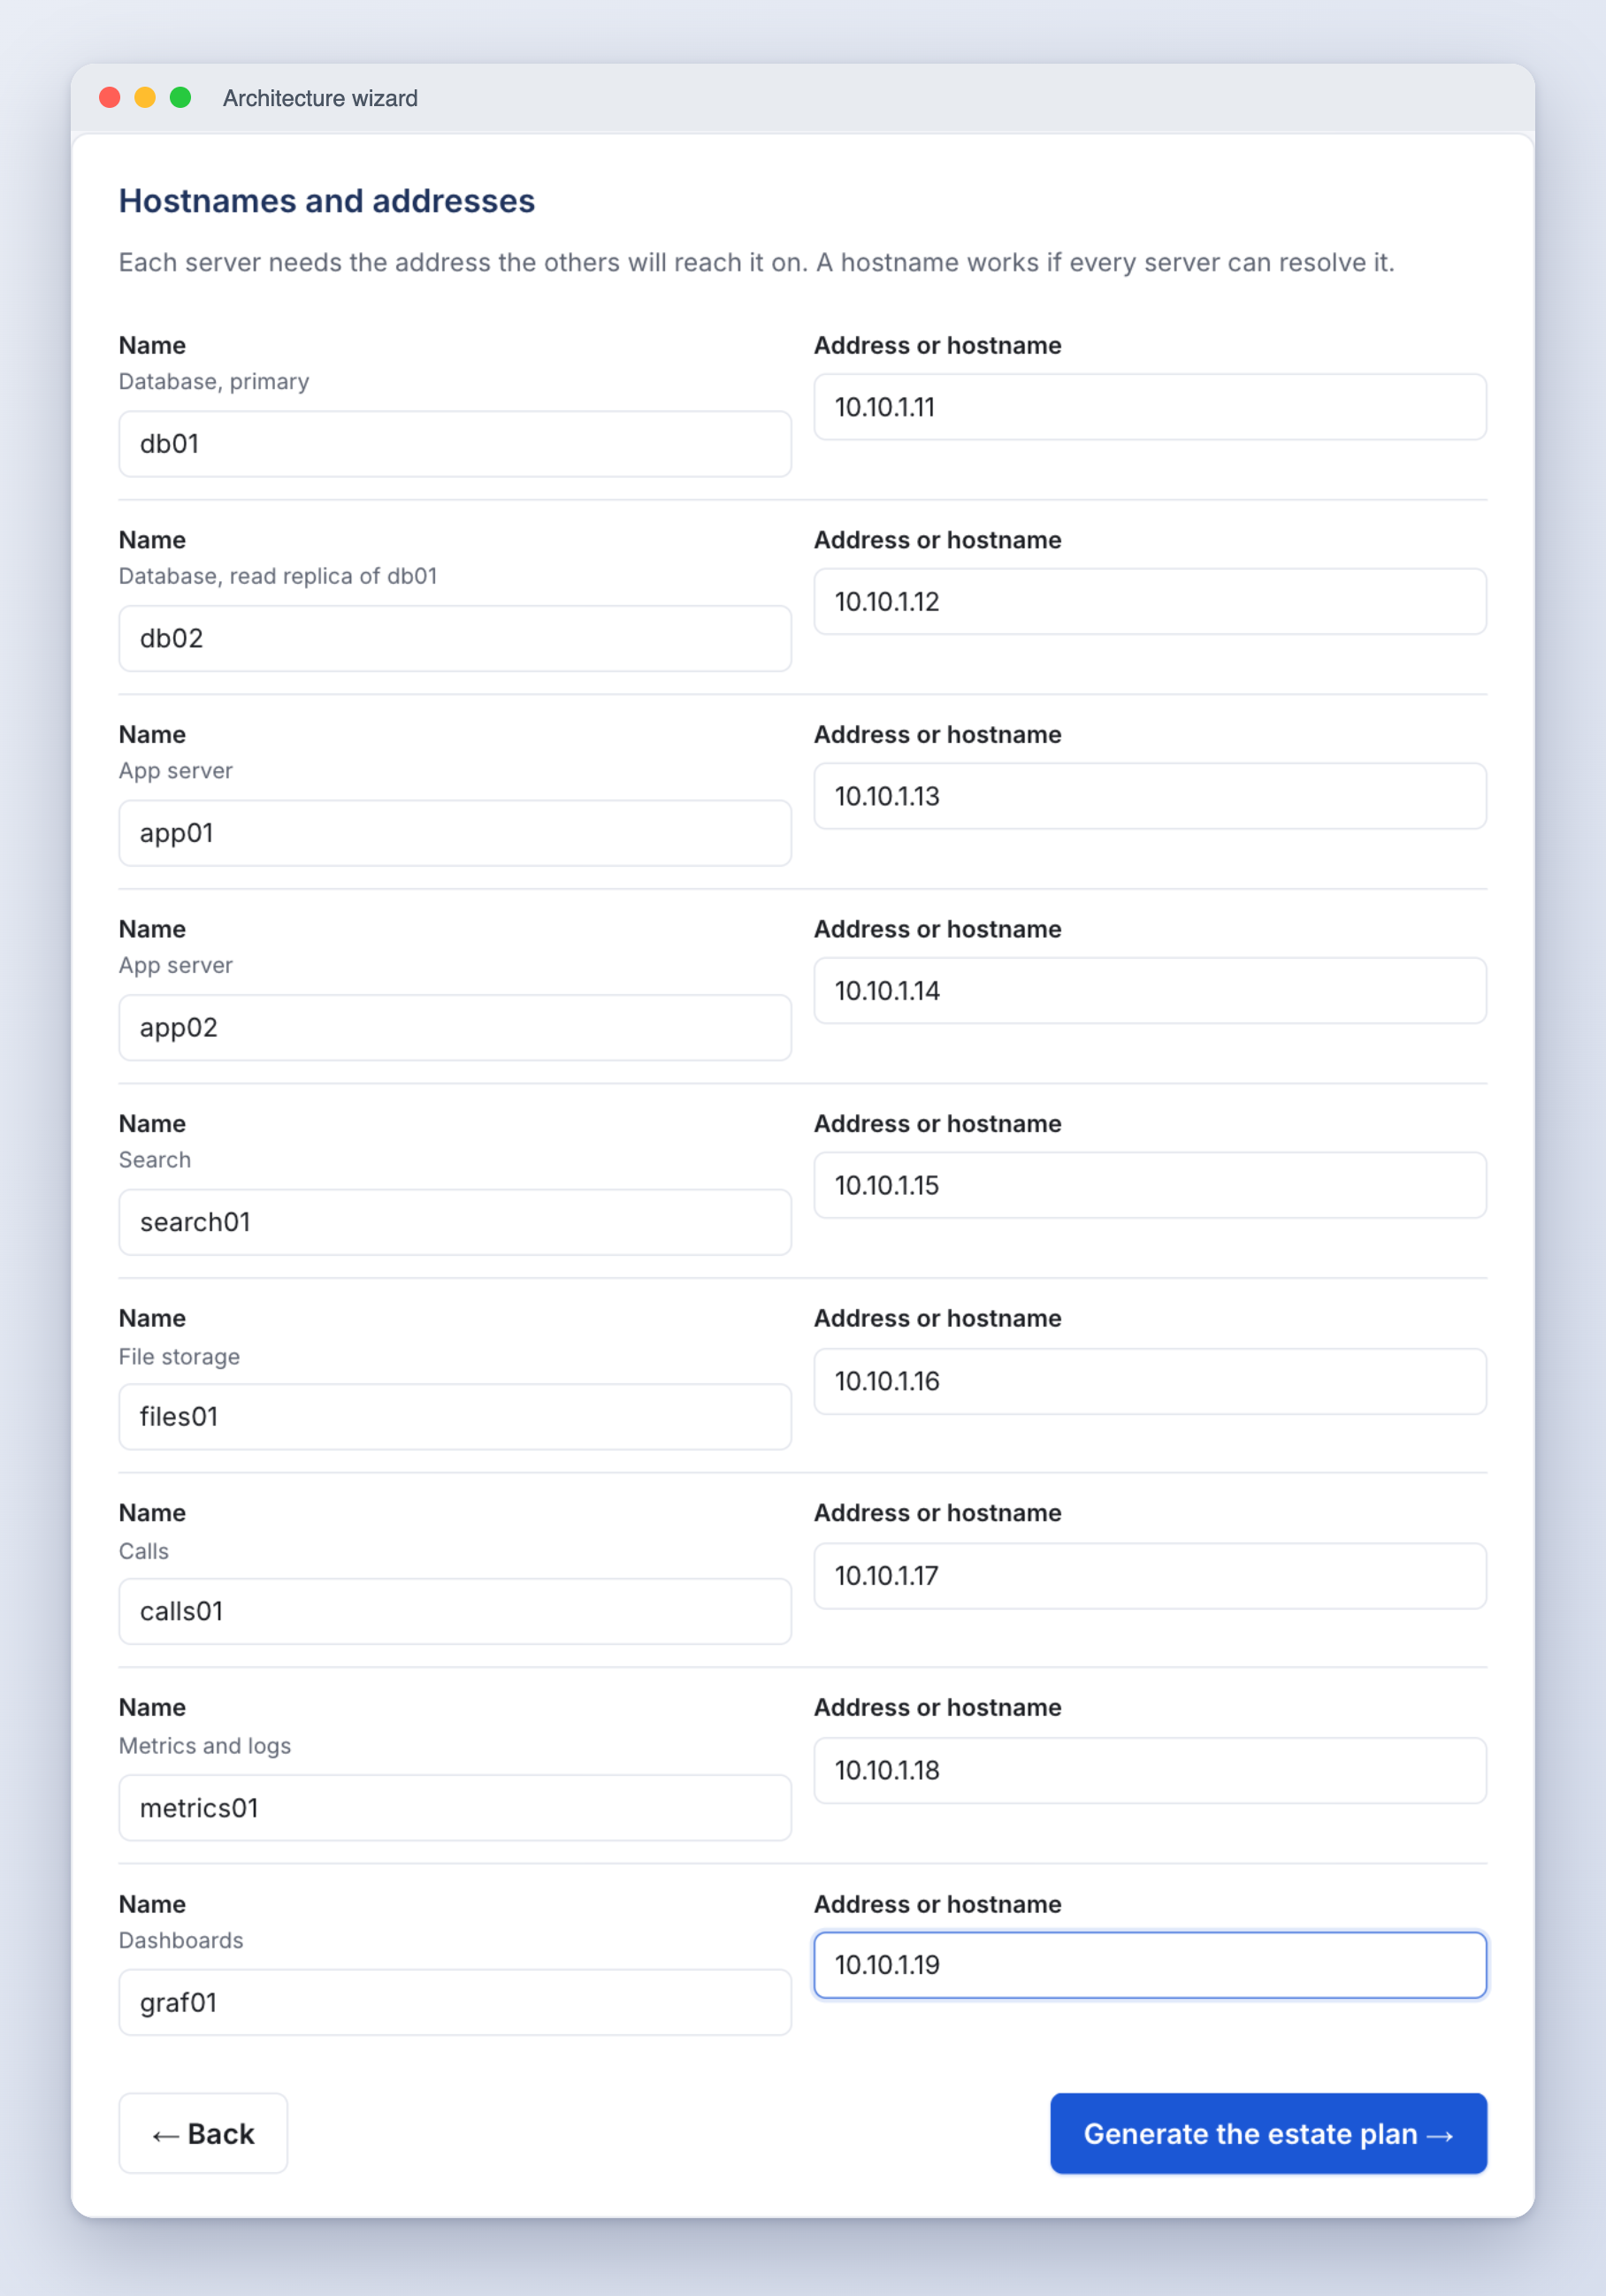 Architecture wizard
Hostnames and addresses
Each server needs the address the others will reach it on. A hostname works if every server can resolve it.
Name
Address or hostname
Database, primary
10.10.1.11
db01
Name
Address or hostname
Database, read replica of db01
10.10.1.12
db02
Name
Address or hostname
App server
10.10.1.13
app01
Name
Address or hostname
App server
10.10.1.14
app02
Name
Address or hostname
Search
10.10.1.15
search01
Name
Address or hostname
File storage
10.10.1.16
files01
Name
Address or hostname
Calls
10.10.1.17
calls01
Name
Address or hostname
Metrics and logs
10.10.1.18
metrics01
Name
Address or hostname
Dashboards
10.10.1.19
graf01
← Back
Generate the estate plan →